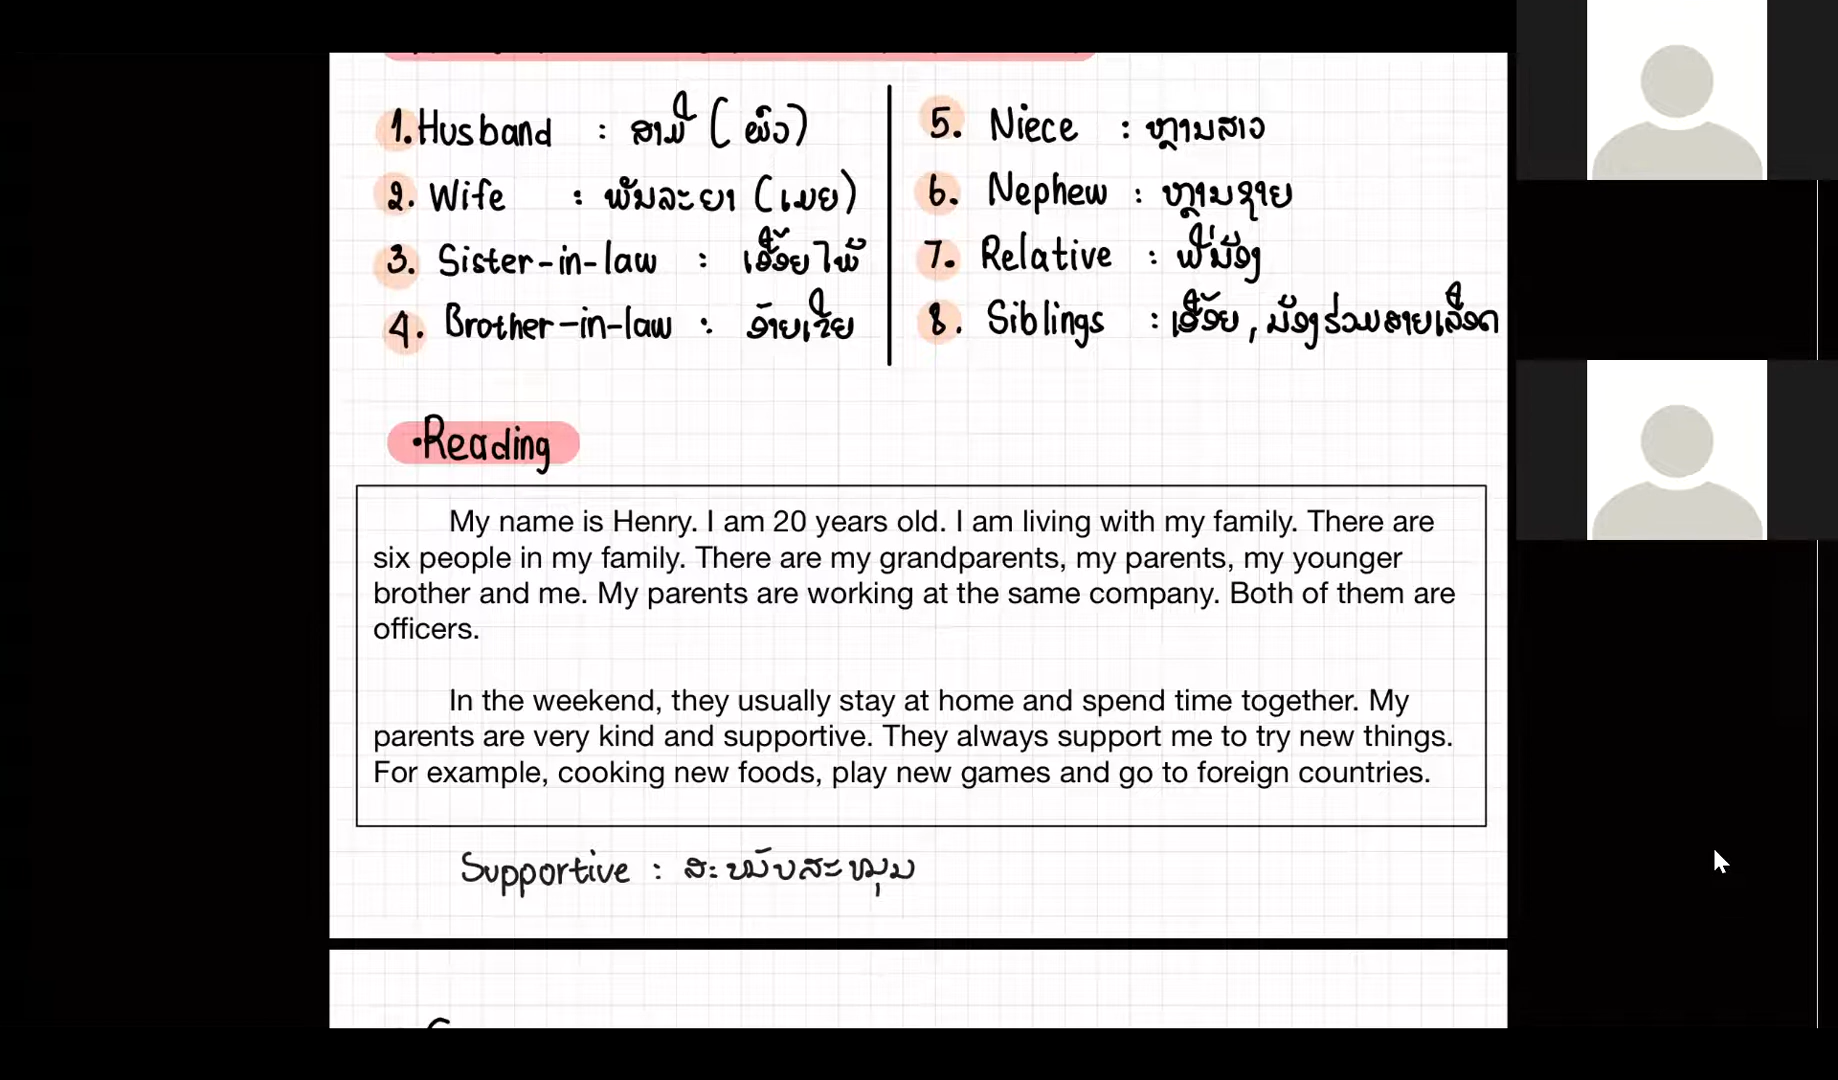 1. Husband : ສາມີ (ຜົວ)
2. Wife : ພັນລະຍາ (ເມຍ)
3. Sister-in-law : ເອື້ອຍໄພ້
4. Brother-in-law : ອ້າຍເຂີຍ
5. Niece : ຫຼານສາວ
6. Nephew : ຫຼານຊາຍ
7. Relative : ພີ່ນ້ອງ
8. Siblings : ເອື້ອຍ, ນ້ອງຮ່ວມສາຍເລືອດ
• Reading
My name is Henry. I am 20 years old. I am living with my family. There are
six people in my family. There are my grandparents, my parents, my younger
brother and me. My parents are working at the same company. Both of them are
officers.
In the weekend, they usually stay at home and spend time together. My
parents are very kind and supportive. They always support me to try new things.
For example, cooking new foods, play new games and go to foreign countries.
Supportive : ສະໜັບສະໜຸນ